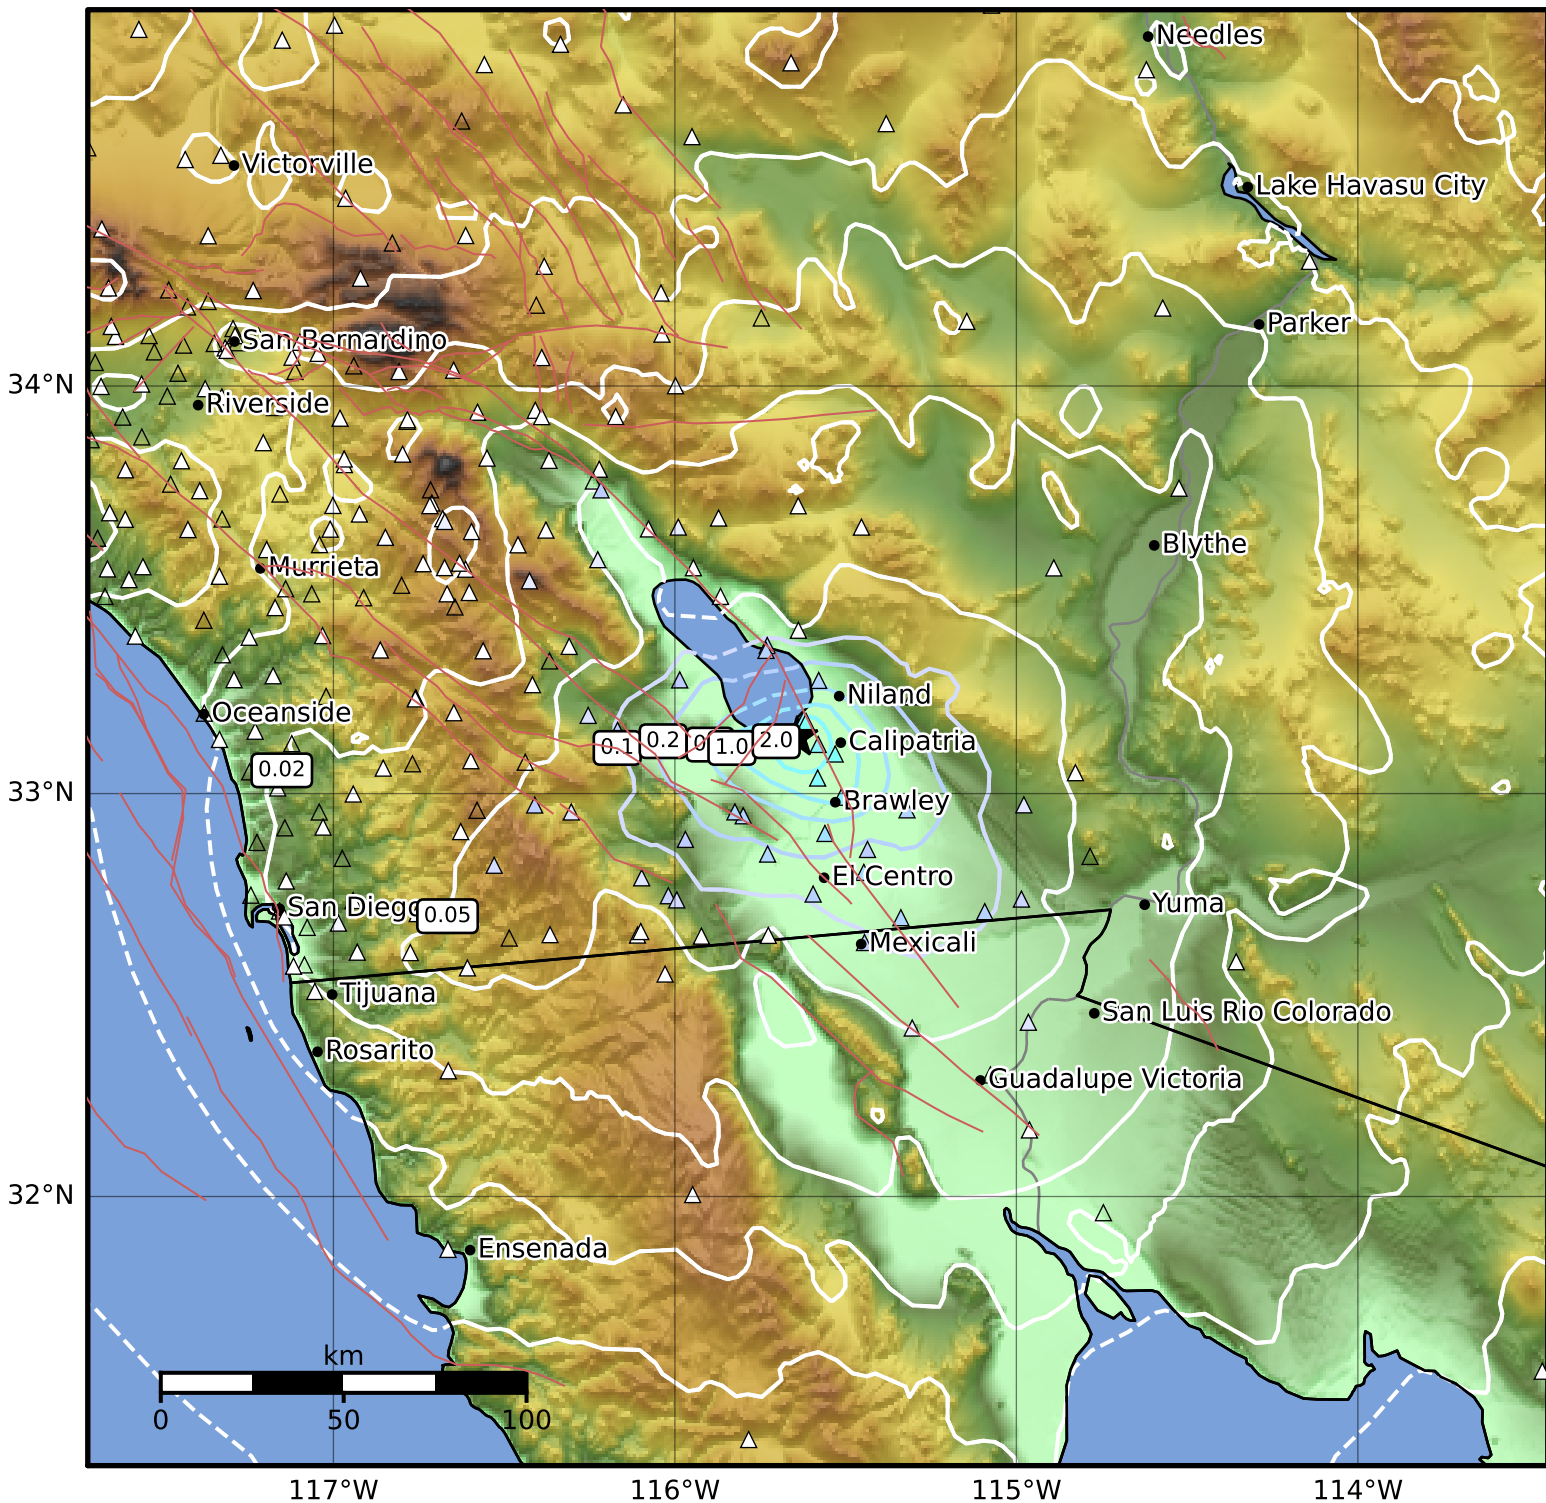 Needles
Victorville
Lake Havasu City
Parker
San Bernardino
34°N
Riverside
Blythe
Murrieta
Niland
Oceanside
Calipatria
0.1
0.2
1.0
2.0
0.02
33°N
Brawley
El Centro
San Diego
0.05
Yuma
Mexicali
Tijuana
San Luis Rio Colorado
Rosarito
Guadalupe Victoria
32°N
Ensenada
km
0
50
100
117°W
116°W
115°W
114°W